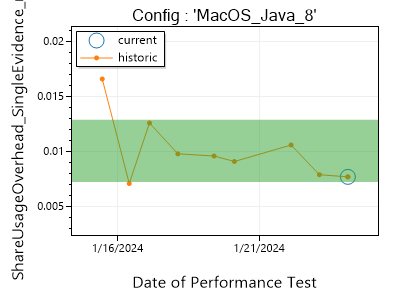 Config : 'MacOS_Java_8'
ShareUsageOverhead_SingleEvidence_
0.02
0.015
0.01
0.005
current
historic
1/16/2024
1/21/2024
Date of Performance Test